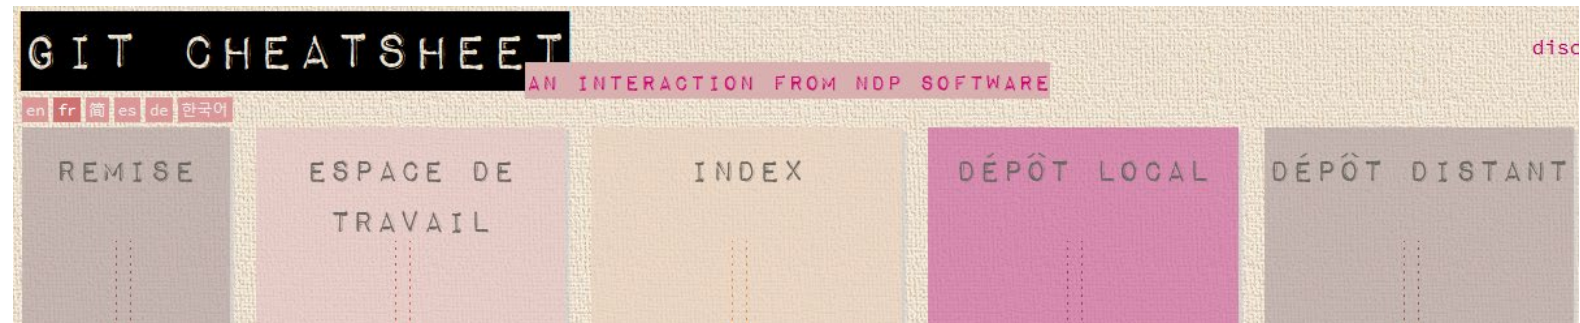 GIT CHEATSHEET
AN INTERACTION FROM NDP SOFTWARE
en fr 简 es de 한국어
REMISE
ESPACE DE
TRAVAIL
INDEX
DÉPÔT LOCAL
DÉPÔT DISTANT